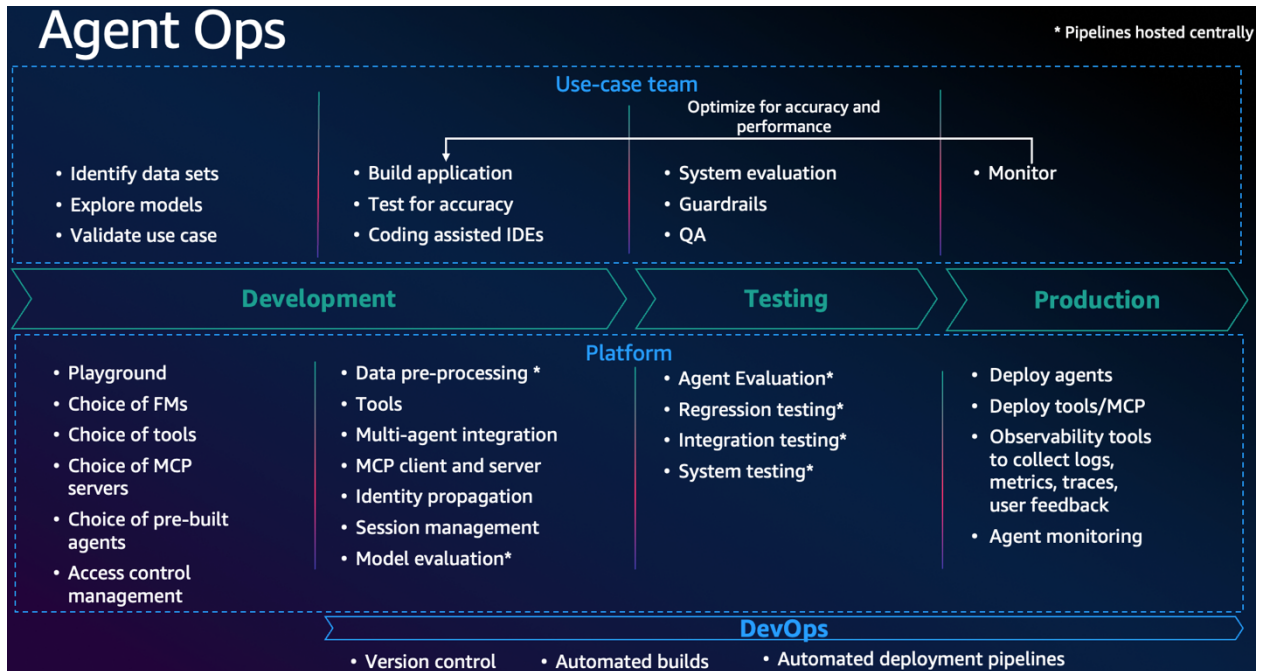 Agent Ops
* Pipelines hosted centrally
Use-case team
Optimize for accuracy and
performance
• Identify data sets
• Explore models
• Validate use case
• Build application
• Test for accuracy
• Coding assisted IDEs
• System evaluation
• Guardrails
• QA
• Monitor
Development
Testing
Production
Platform
• Playground
• Choice of FMs
• Choice of tools
• Choice of MCP
servers
• Choice of pre-built
agents
• Access control
management
• Data pre-processing *
• Tools
• Multi-agent integration
• MCP client and server
• Identity propagation
• Session management
• Model evaluation*
• Agent Evaluation*
• Regression testing*
• Integration testing*
• System testing*
• Deploy agents
• Deploy tools/MCP
• Observability tools
to collect logs,
metrics, traces,
user feedback
• Agent monitoring
DevOps
• Version control
• Automated builds
• Automated deployment pipelines